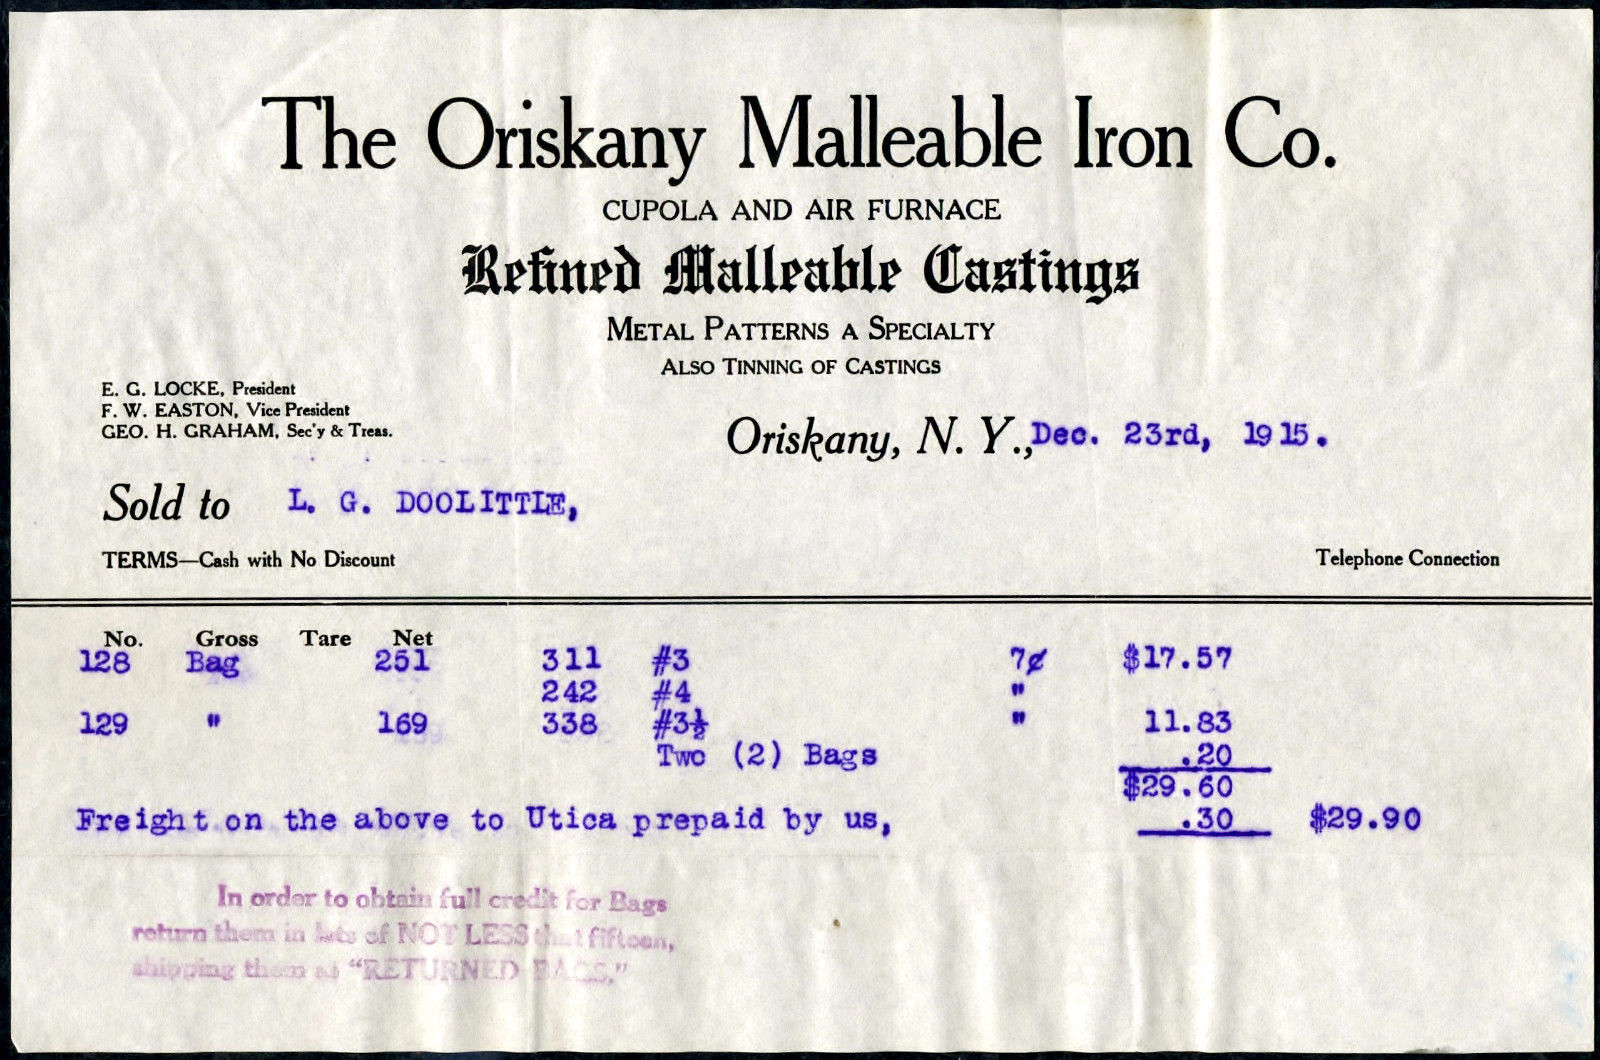 The Oriskany Malleable Iron Co.
CUPOLA AND AIR FURNACE
Refined Malleable Castings
METAL PATTERNS A SPECIALTY
ALSO TINNING OF CASTINGS
E. G. LOCKE, President
F. W. EASTON, Vice President
GEO. H. GRAHAM, Sec'y & Treas.
Oriskany, N. Y., Dec. 23rd, 1915.
Sold to L. G. DOOLITTLE,
TERMS—Cash with No Discount Telephone Connection
No. Gross Tare Net
128 Bag 251 311 #3 7¢ $17.57
242 #4 "
129 " 169 338 #3½ " 11.83
Two (2) Bags .20
$29.60
Freight on the above to Utica prepaid by us, .30 $29.90
In order to obtain full credit for Bags
return them in lots of NOT LESS that fifteen,
shipping them as "RETURNED BAGS."